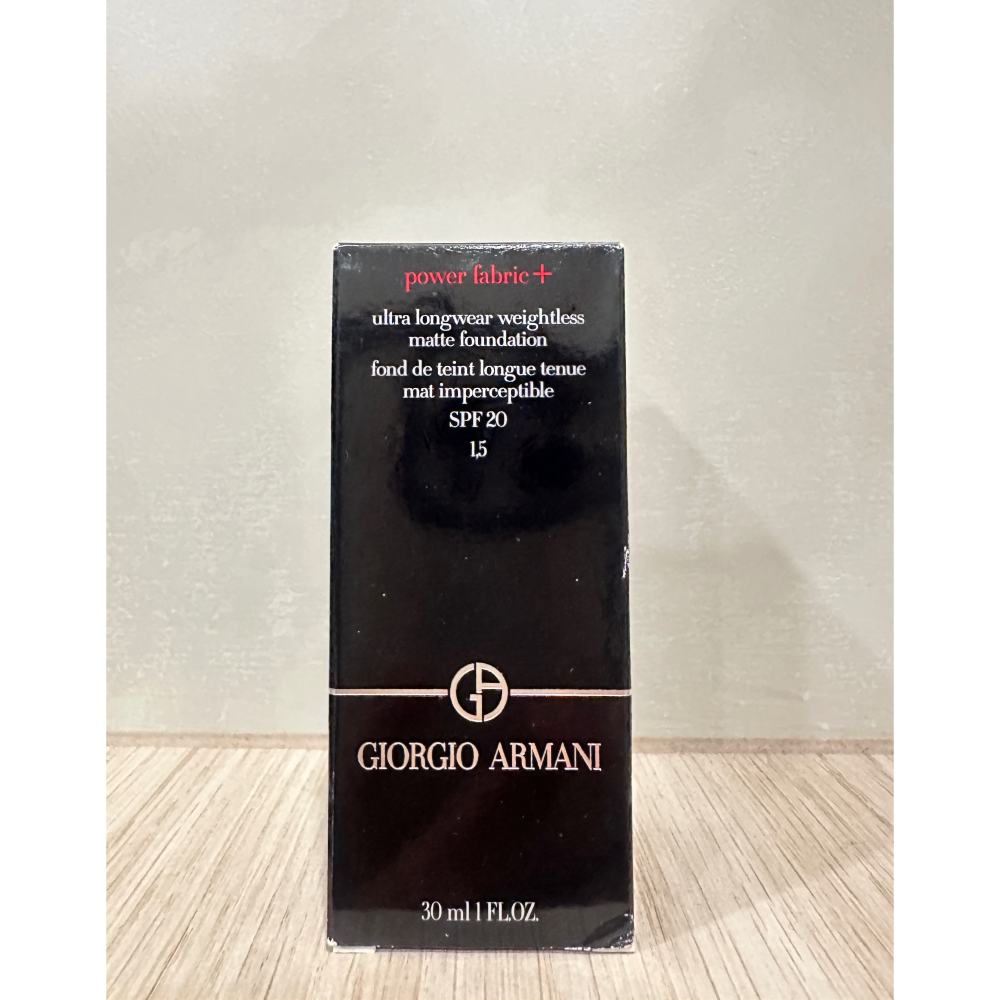 power fabric+
ultra longwear weightless
matte foundation
fond de teint longue tenue
mat imperceptible
SPF 20
1,5
GA
GIORGIO ARMANI
30 ml 1 FL.OZ.